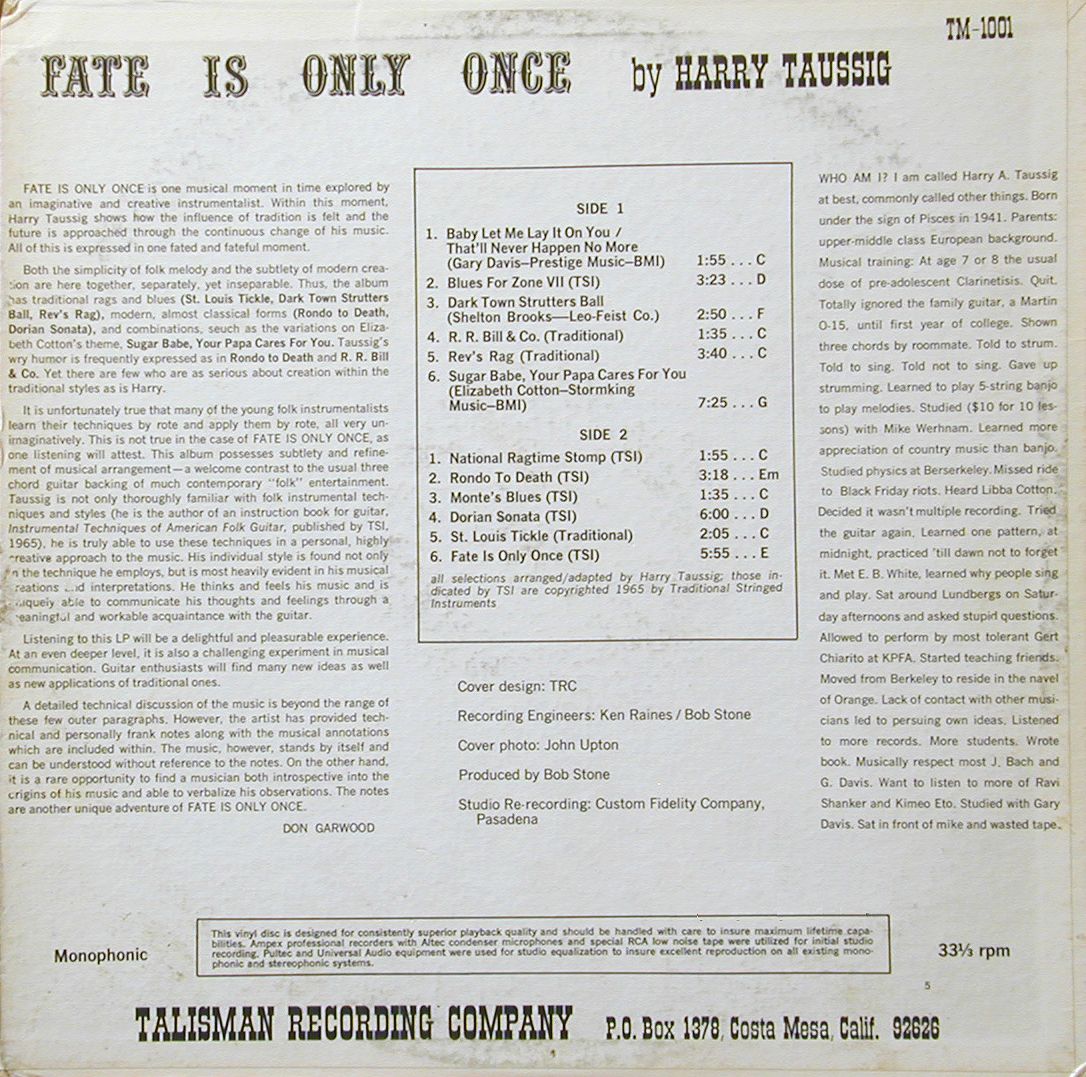 TM-1001
FATE IS ONLY ONCE by HARRY TAUSSIG
FATE IS ONLY ONCE is one musical moment in time explored by
an imaginative and creative instrumentalist. Within this moment,
Harry Taussig shows how the influence of tradition is felt and the
future is approached through the continuous change of his music.
All of this is expressed in one fated and fateful moment.
Both the simplicity of folk melody and the subtlety of modern crea-
tion are here together, separately, yet inseparable. Thus, the album
has traditional rags and blues (St. Louis Tickle, Dark Town Strutters
Ball, Rev's Rag), modern, almost classical forms (Rondo to Death,
Dorian Sonata), and combinations, seuch as the variations on Eliza-
beth Cotton's theme, Sugar Babe, Your Papa Cares For You. Taussig's
wry humor is frequently expressed as in Rondo to Death and R. R. Bill
& Co. Yet there are few who are as serious about creation within the
traditional styles as is Harry.
It is unfortunately true that many of the young folk instrumentalists
learn their techniques by rote and apply them by rote, all very un-
imaginatively. This is not true in the case of FATE IS ONLY ONCE, as
one listening will attest. This album possesses subtlety and refine-
ment of musical arrangement—a welcome contrast to the usual three
chord guitar backing of much contemporary "folk" entertainment.
Taussig is not only thoroughly familiar with folk instrumental tech-
niques and styles (he is the author of an instruction book for guitar,
Instrumental Techniques of American Folk Guitar, published by TSI,
1965), he is truly able to use these techniques in a personal, highly
creative approach to the music. His individual style is found not only
in the technique he employs, but is most heavily evident in his musical
creations and interpretations. He thinks and feels his music and is
uniquely able to communicate his thoughts and feelings through a
meaningful and workable acquaintance with the guitar.
Listening to this LP will be a delightful and pleasurable experience.
At an even deeper level, it is also a challenging experiment in musical
communication. Guitar enthusiasts will find many new ideas as well
as new applications of traditional ones.
A detailed technical discussion of the music is beyond the range of
these few outer paragraphs. However, the artist has provided tech-
nical and personally frank notes along with the musical annotations
which are included within. The music, however, stands by itself and
can be understood without reference to the notes. On the other hand,
it is a rare opportunity to find a musician both introspective into the
origins of his music and able to verbalize his observations. The notes
are another unique adventure of FATE IS ONLY ONCE.
DON GARWOOD
SIDE 1
1. Baby Let Me Lay It On You /
That'll Never Happen No More
(Gary Davis—Prestige Music—BMI) 1:55 . . . C
2. Blues For Zone VII (TSI) 3:23 . . . D
3. Dark Town Strutters Ball
(Shelton Brooks—Leo-Feist Co.) 2:50 . . . F
4. R. R. Bill & Co. (Traditional) 1:35 . . . C
5. Rev's Rag (Traditional) 3:40 . . . C
6. Sugar Babe, Your Papa Cares For You
(Elizabeth Cotton—Stormking
Music—BMI) 7:25 . . . G
SIDE 2
1. National Ragtime Stomp (TSI) 1:55 . . . C
2. Rondo To Death (TSI) 3:18 . . . Em
3. Monte's Blues (TSI) 1:35 . . . C
4. Dorian Sonata (TSI) 6:00 . . . D
5. St. Louis Tickle (Traditional) 2:05 . . . C
6. Fate Is Only Once (TSI) 5:55 . . . E
all selections arranged/adapted by Harry Taussig; those in-
dicated by TSI are copyrighted 1965 by Traditional Stringed
Instruments
Cover design: TRC
Recording Engineers: Ken Raines / Bob Stone
Cover photo: John Upton
Produced by Bob Stone
Studio Re-recording: Custom Fidelity Company,
Pasadena
WHO AM I? I am called Harry A. Taussig
at best, commonly called other things. Born
under the sign of Pisces in 1941. Parents:
upper-middle class European background.
Musical training: At age 7 or 8 the usual
dose of pre-adolescent Clarinetisis. Quit.
Totally ignored the family guitar, a Martin
O-15, until first year of college. Shown
three chords by roommate. Told to strum.
Told to sing. Told not to sing. Gave up
strumming. Learned to play 5-string banjo
to play melodies. Studied ($10 for 10 les-
sons) with Mike Wernham. Learned more
appreciation of country music than banjo.
Studied physics at Berserkeley. Missed ride
to Black Friday riots. Heard Libba Cotton.
Decided it wasn't multiple recording. Tried
the guitar again. Learned one pattern, at
midnight, practiced 'till dawn not to forget
it. Met E. B. White, learned why people sing
and play. Sat around Lundbergs on Satur-
day afternoons and asked stupid questions.
Allowed to perform by most tolerant Gert
Chiarito at KPFA. Started teaching friends.
Moved from Berkeley to reside in the navel
of Orange. Lack of contact with other musi-
cians led to persuing own ideas. Listened
to more records. More students. Wrote
book. Musically respect most J. Bach and
G. Davis. Want to listen to more of Ravi
Shanker and Kimeo Eto. Studied with Gary
Davis. Sat in front of mike and wasted tape.
Monophonic
This vinyl disc is designed for consistently superior playback quality and should be handled with care to insure maximum lifetime capa-
bilities. Ampex professional recorders with Altec condenser microphones and special RCA low noise tape were utilized for initial studio
recording. Pultec and Universal Audio equipment were used for studio equalization to insure excellent reproduction on all existing mono-
phonic and stereophonic systems.
33⅓ rpm
5
TALISMAN RECORDING COMPANY P.O. Box 1378, Costa Mesa, Calif. 92626